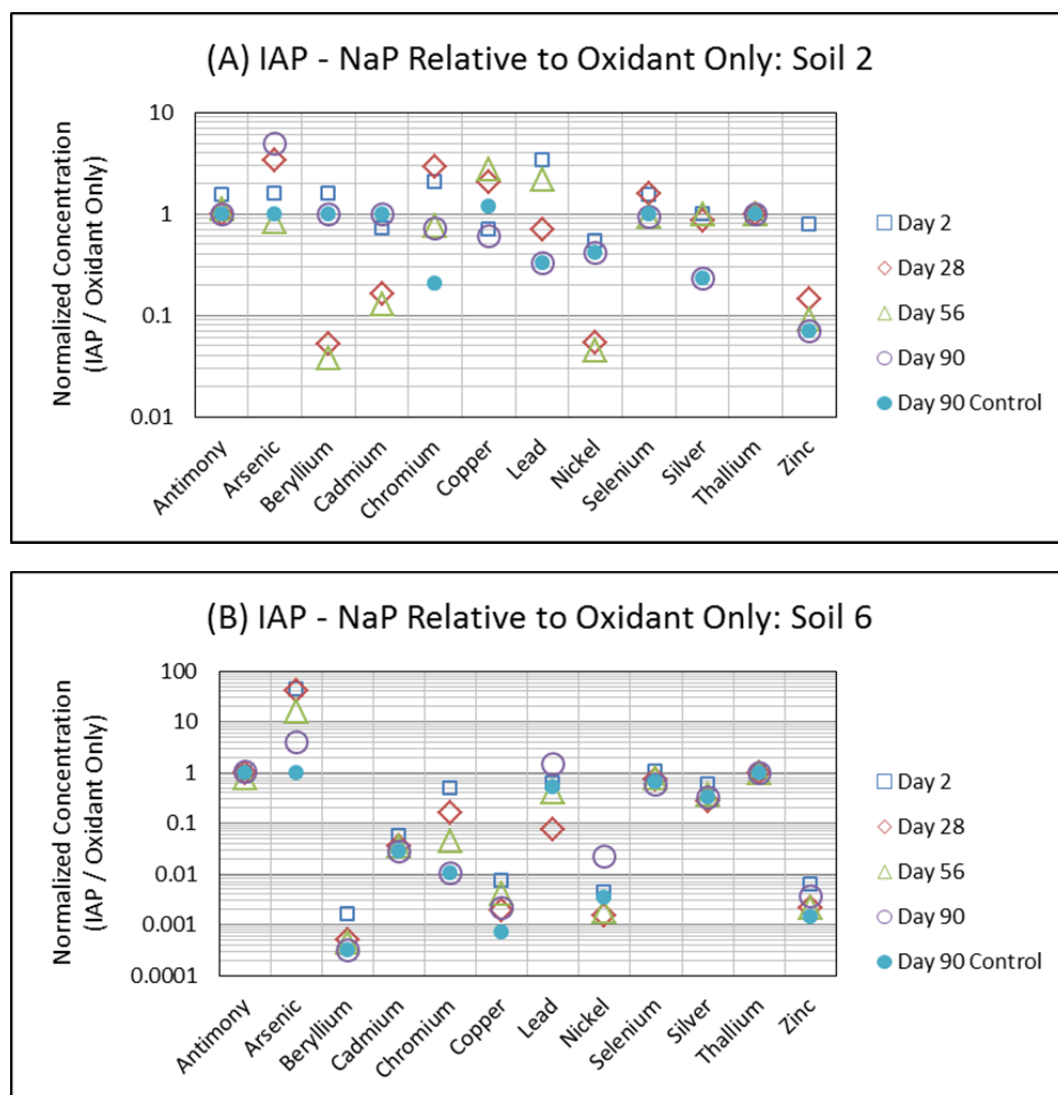 (A) IAP - NaP Relative to Oxidant Only: Soil 2
Normalized Concentration
(IAP / Oxidant Only)
10
1
0.1
0.01
Antimony
Arsenic
Beryllium
Cadmium
Chromium
Copper
Lead
Nickel
Selenium
Silver
Thallium
Zinc
Day 2
Day 28
Day 56
Day 90
Day 90 Control
(B) IAP - NaP Relative to Oxidant Only: Soil 6
Normalized Concentration
(IAP / Oxidant Only)
100
10
1
0.1
0.01
0.001
0.0001
Antimony
Arsenic
Beryllium
Cadmium
Chromium
Copper
Lead
Nickel
Selenium
Silver
Thallium
Zinc
Day 2
Day 28
Day 56
Day 90
Day 90 Control